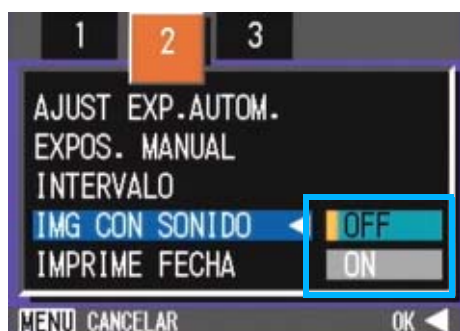 1 2 3
AJUST EXP.AUTOM.
EXPOS. MANUAL
INTERVALO
IMG CON SONIDO OFF
IMPRIME FECHA ON
MENU CANCELAR OK